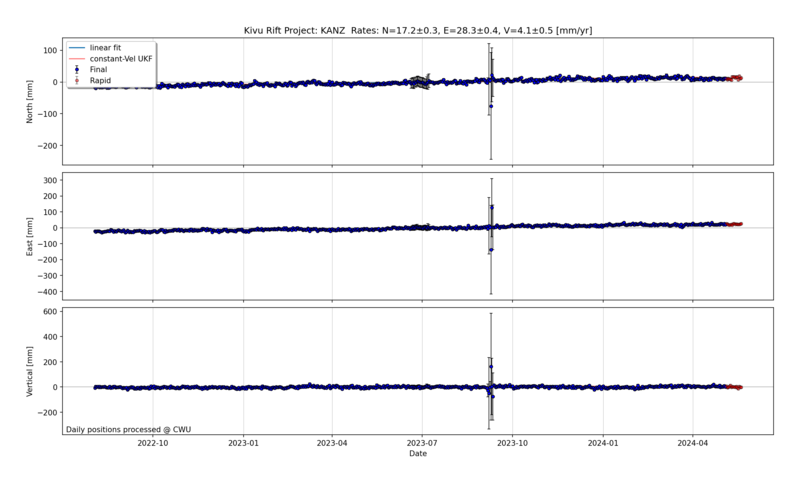 Kivu Rift Project: KANZ Rates: N=17.2±0.3, E=28.3±0.4, V=4.1±0.5 [mm/yr]
linear fit
constant-Vel UKF
Final
Rapid
North [mm]
100
0
−100
−200
East [mm]
300
200
100
0
−100
−200
−300
−400
Vertical [mm]
600
400
200
0
−200
Daily positions processed @ CWU
2022-10 2023-01 2023-04 2023-07 2023-10 2024-01 2024-04
Date